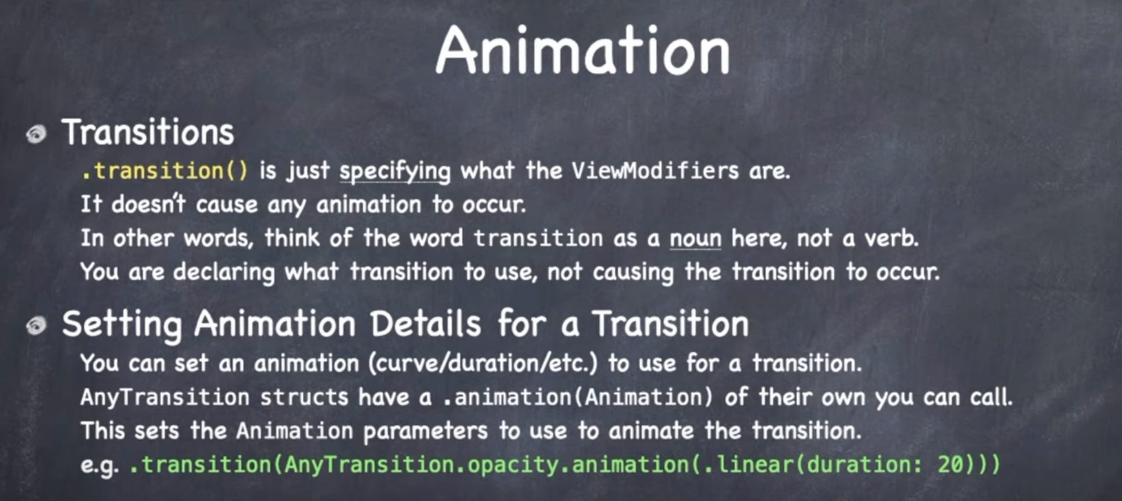 Animation
Transitions
.transition() is just specifying what the ViewModifiers are.
It doesn't cause any animation to occur.
In other words, think of the word transition as a noun here, not a verb.
You are declaring what transition to use, not causing the transition to occur.
Setting Animation Details for a Transition
You can set an animation (curve/duration/etc.) to use for a transition.
AnyTransition structs have a .animation(Animation) of their own you can call.
This sets the Animation parameters to use to animate the transition.
e.g. .transition(AnyTransition.opacity.animation(.linear(duration: 20)))